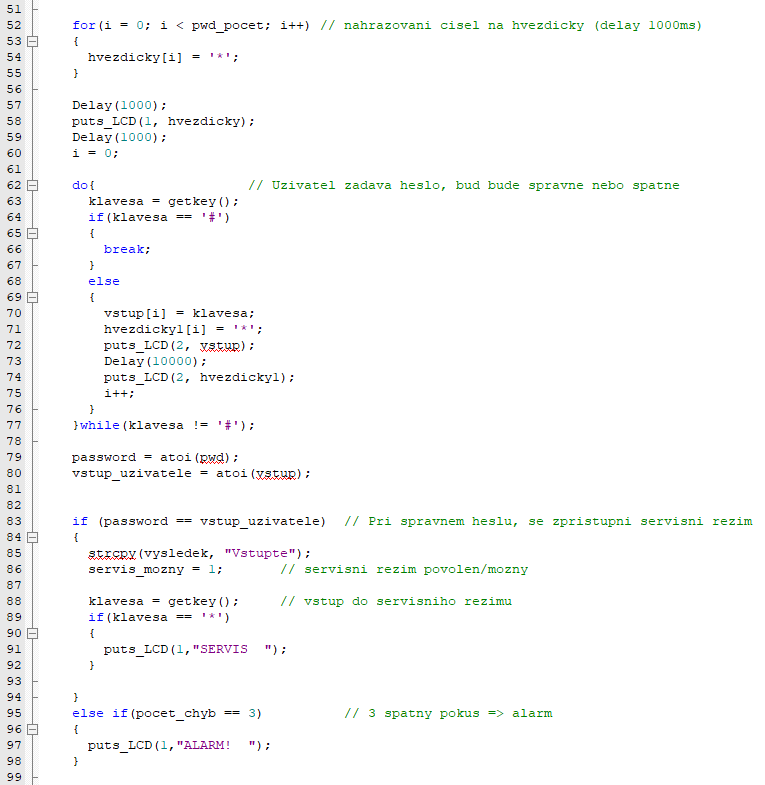 51
52 for(i = 0; i < pwd_pocet; i++) // nahrazovani cisel na hvezdicky (delay 1000ms)
53 {
54 hvezdicky[i] = '*';
55 }
56
57 Delay(1000);
58 puts_LCD(1, hvezdicky);
59 Delay(1000);
60 i = 0;
61
62 do{ // Uzivatel zadava heslo, bud bude spravne nebo spatne
63 klavesa = getkey();
64 if(klavesa == '#')
65 {
66 break;
67 }
68 else
69 {
70 vstup[i] = klavesa;
71 hvezdicky1[i] = '*';
72 puts_LCD(2, vstup);
73 Delay(10000);
74 puts_LCD(2, hvezdicky1);
75 i++;
76 }
77 }while(klavesa != '#');
78
79 password = atoi(pwd);
80 vstup_uzivatele = atoi(vstup);
81
82
83 if (password == vstup_uzivatele) // Pri spravnem heslu, se zpristupni servisni rezim
84 {
85 strcpy(vysledek, "Vstupte");
86 servis_mozny = 1; // servisni rezim povolen/mozny
87
88 klavesa = getkey(); // vstup do servisniho rezimu
89 if(klavesa == '*')
90 {
91 puts_LCD(1,"SERVIS  ");
92 }
93
94 }
95 else if(pocet_chyb == 3) // 3 spatny pokus => alarm
96 {
97 puts_LCD(1,"ALARM!  ");
98 }
99